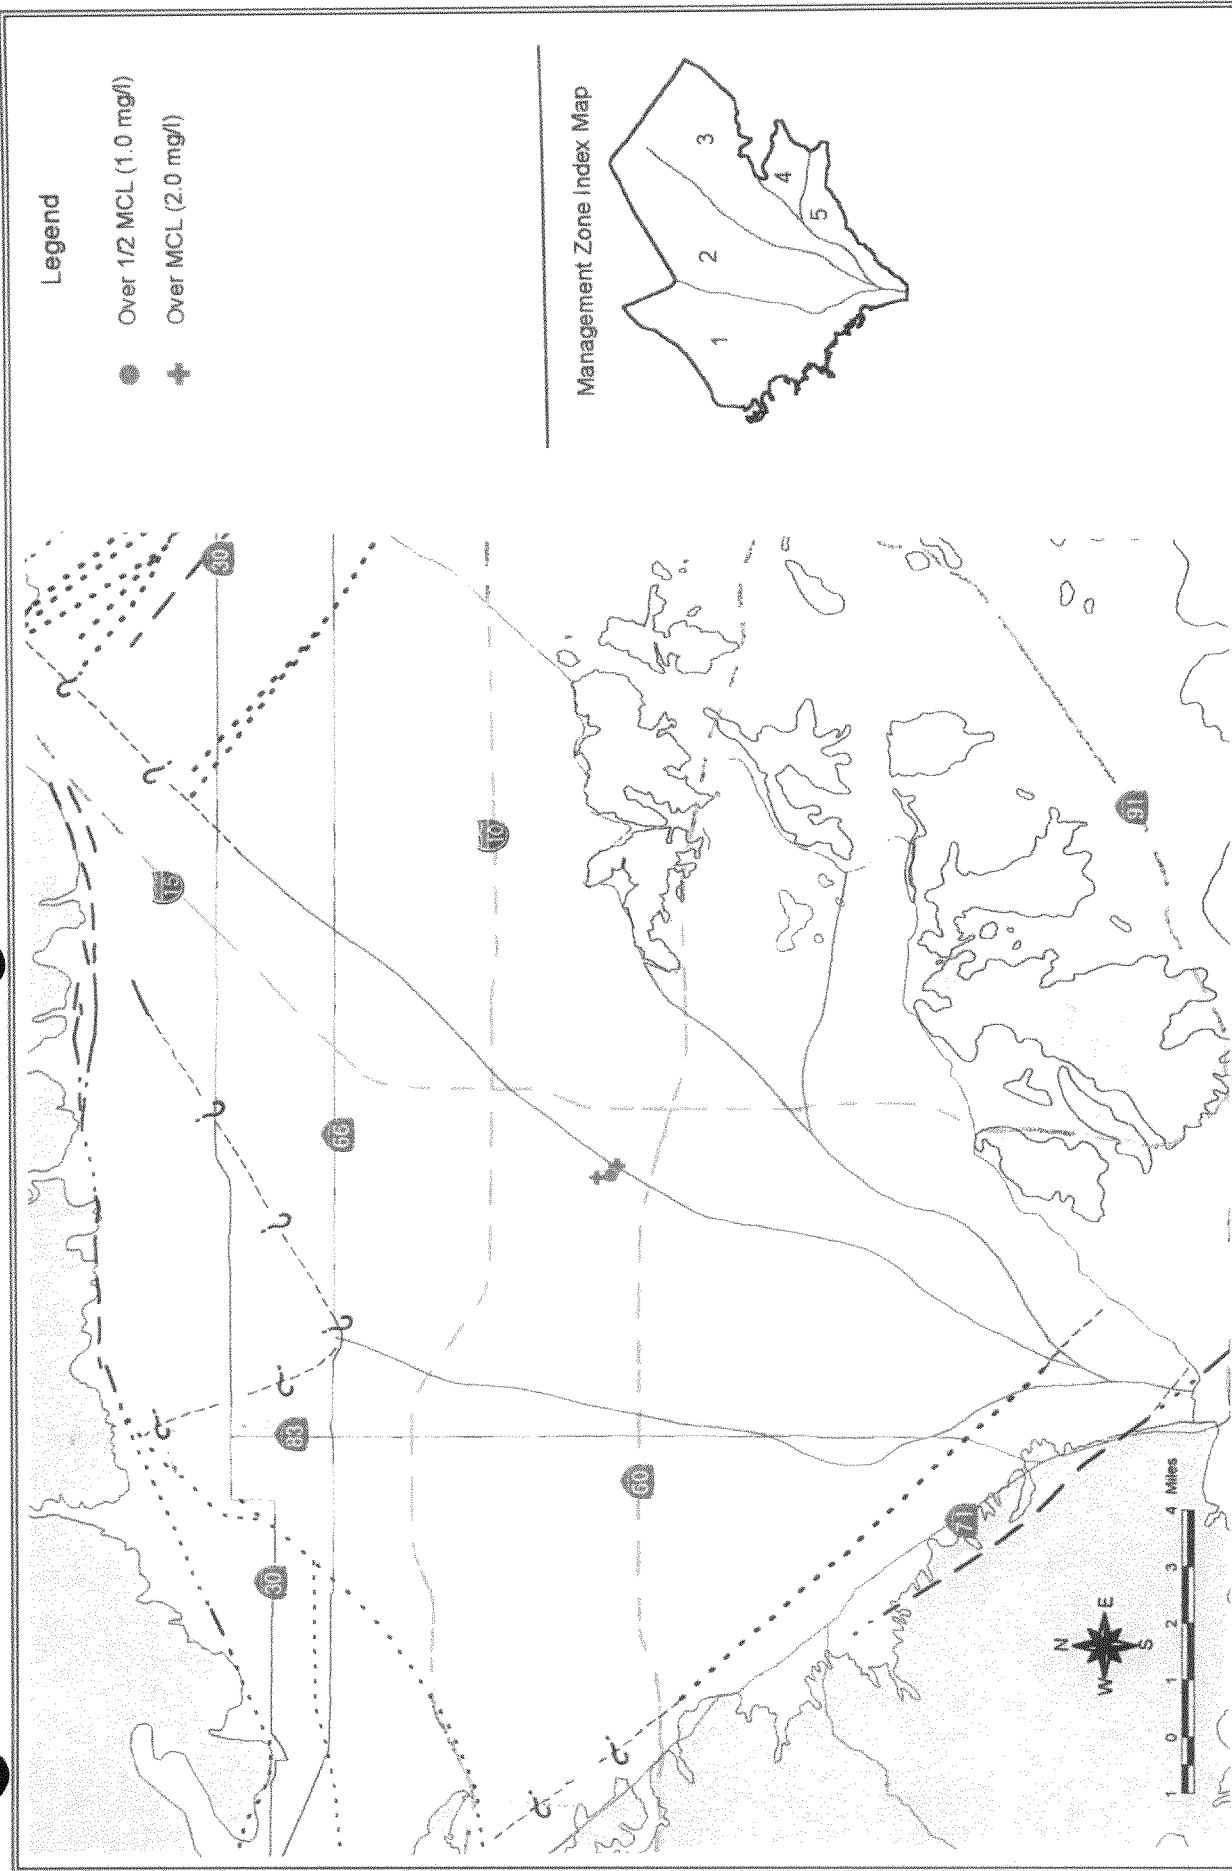 Legend
Over 1/2 MCL (1.0 mg/l)
Over MCL (2.0 mg/l)
Management Zone Index Map
1
2
3
4
5
30
15
10
66
83
60
30
71
91
N
W E
S
1 0 1 2 3 4 Miles
?
?
?
?
?
?
?
?
?